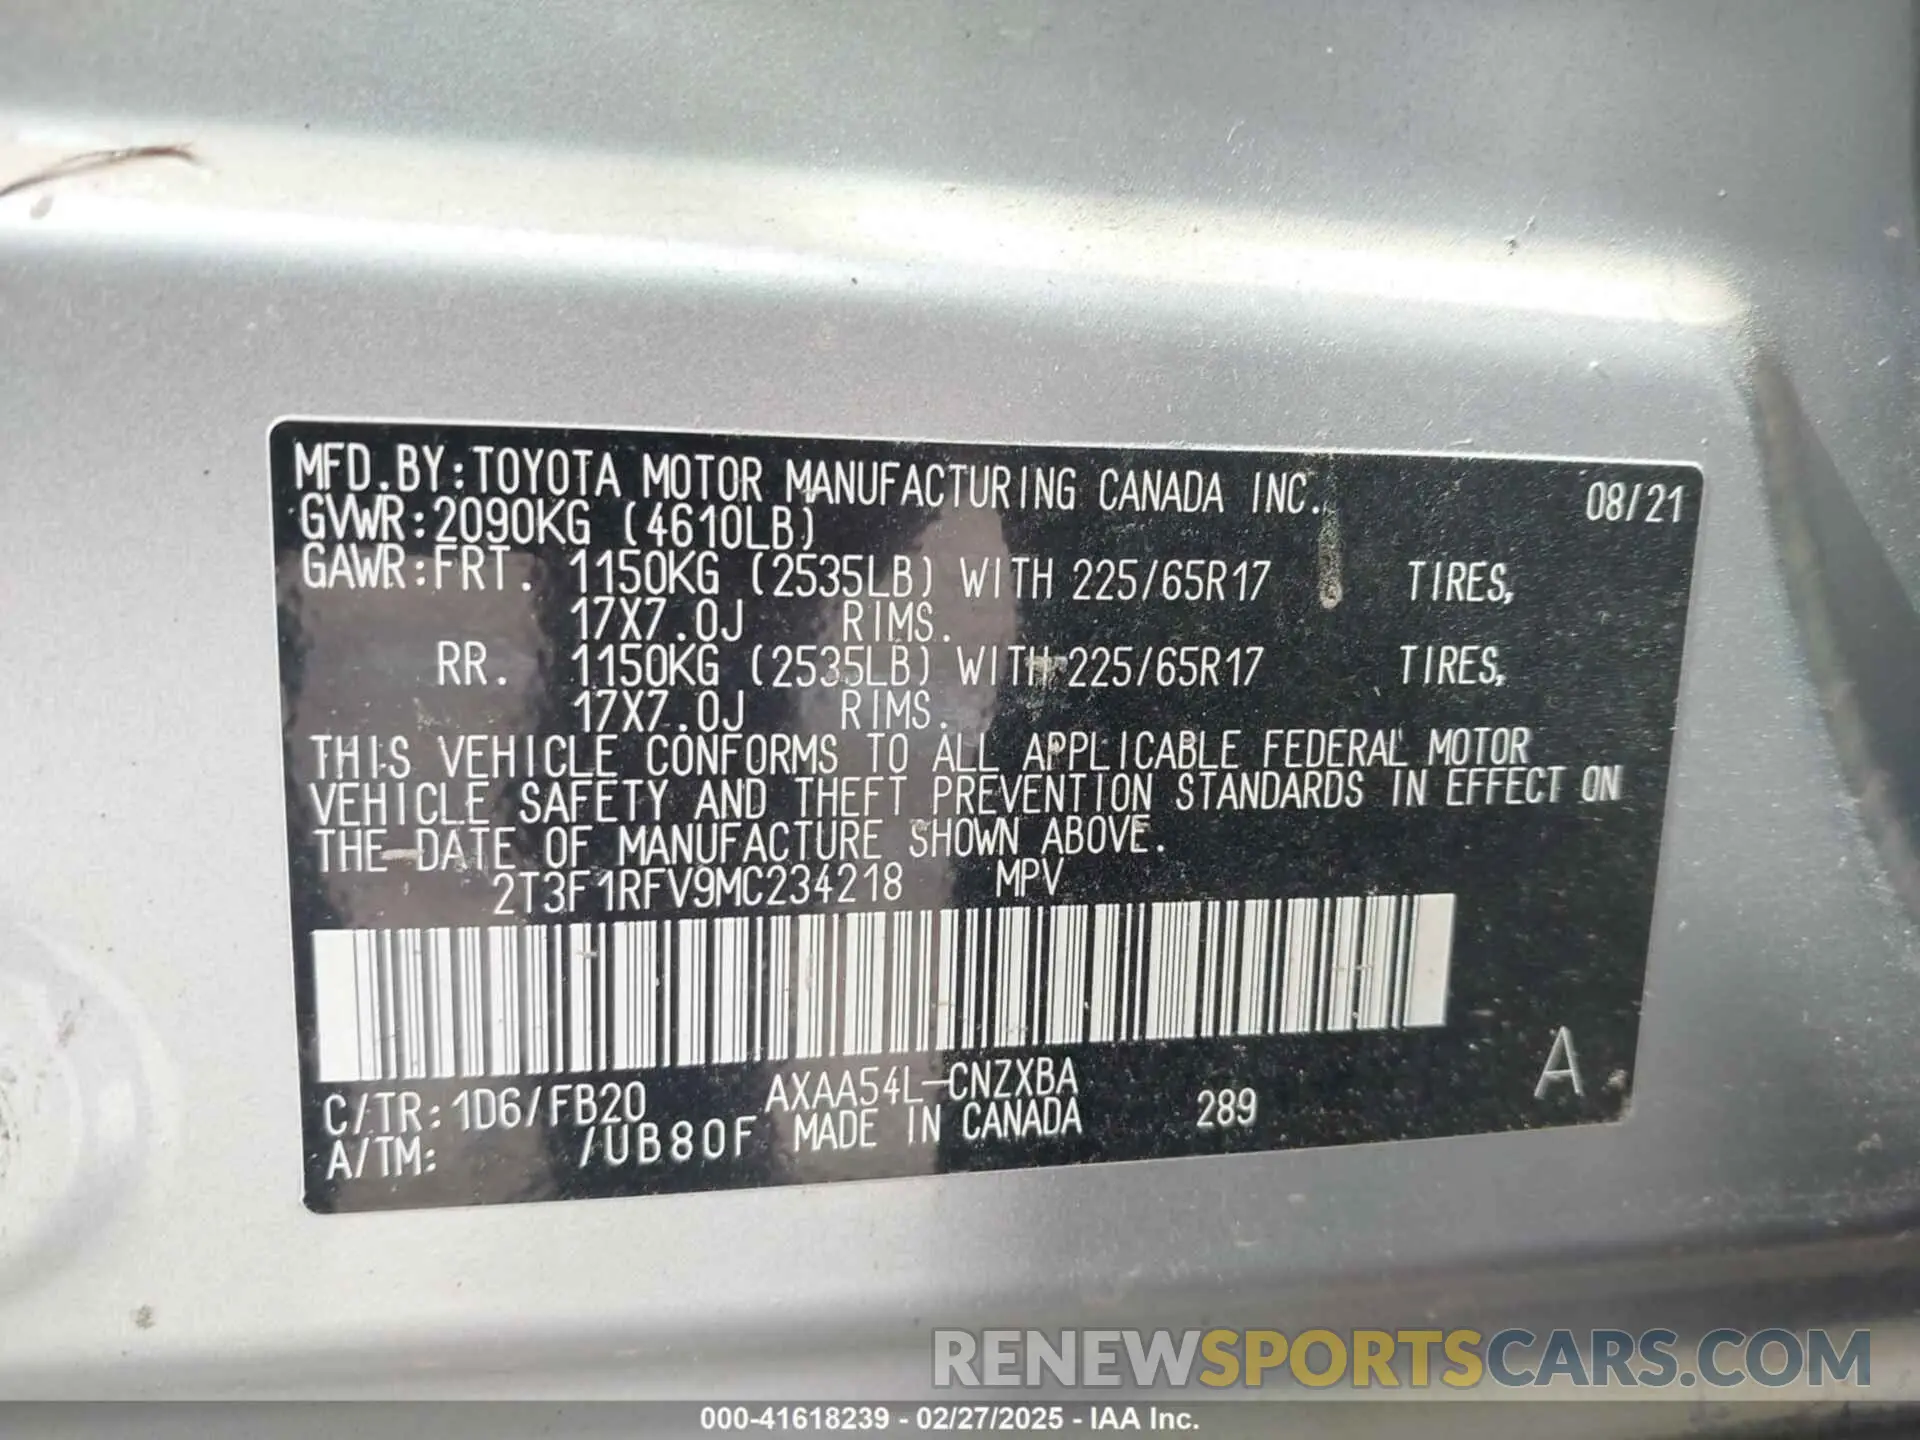 MFD.BY:TOYOTA MOTOR MANUFACTURING CANADA INC. 08/21
GVWR:2090KG (4610LB)
GAWR:FRT. 1150KG (2535LB) WITH 225/65R17 TIRES,
17X7.0J RIMS.
RR. 1150KG (2535LB) WITH 225/65R17 TIRES,
17X7.0J RIMS.
THIS VEHICLE CONFORMS TO ALL APPLICABLE FEDERAL MOTOR
VEHICLE SAFETY AND THEFT PREVENTION STANDARDS IN EFFECT ON
THE DATE OF MANUFACTURE SHOWN ABOVE.
2T3F1RFV9MC234218 MPV
C/TR:1D6/FB20 AXAA54L-CNZXBA 289 A
A/TM: /UB80F MADE IN CANADA
RENEWSPORTSCARS.COM
000-41618239 - 02/27/2025 - IAA Inc.